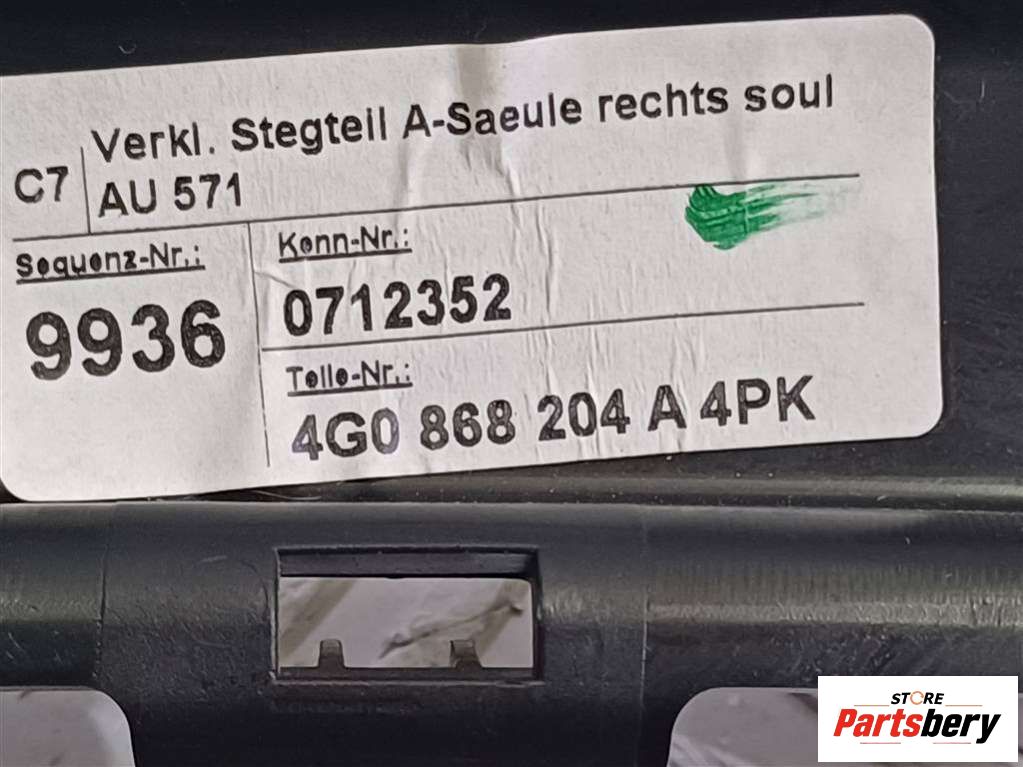 Verkl. Stegteil A-Saeule rechts soul
C7 AU 571
Sequenz-Nr.:
9936
Kenn-Nr.:
0712352
Teile-Nr.:
4G0 868 204 A 4PK
STORE
Partsbery